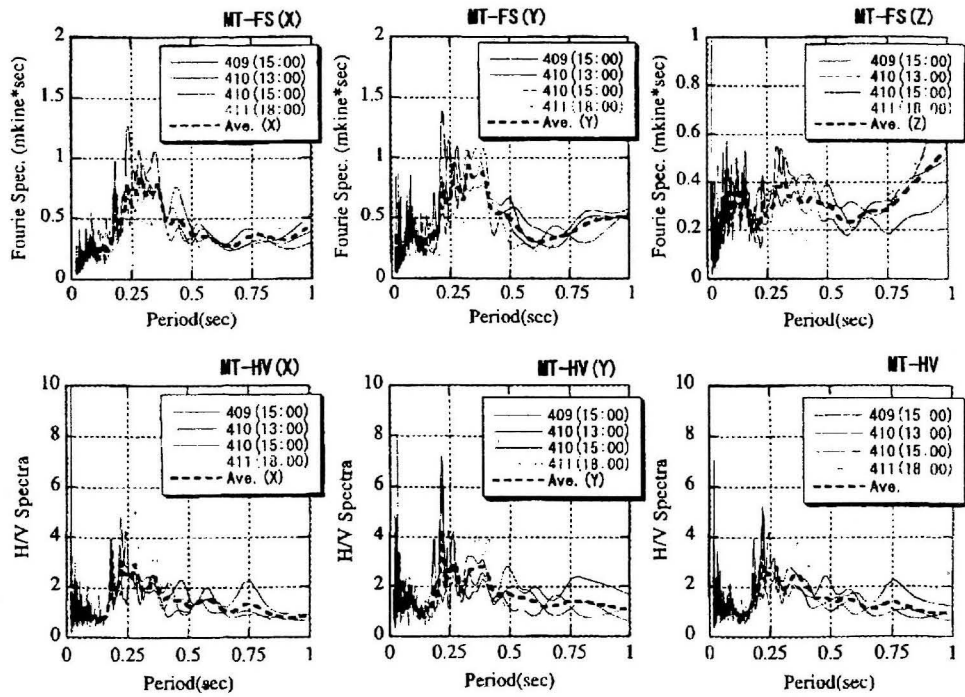 MT-FS(X)
Fourie Spec. (mkine*sec)
2
1.5
1
0.5
0
409(15:00)
410(13:00)
410(15:00)
411(18:00)
Ave. (X)
0 0.25 0.5 0.75 1
Period(sec)
MT-FS(Y)
Fourie Spec. (mkine*sec)
2
1.5
1
0.5
0
409(15:00)
410(13:00)
410(15:00)
411(18:00)
Ave. (Y)
0 0.25 0.5 0.75 1
Period(sec)
MT-FS(Z)
Fourie Spec. (mkine*sec)
1
0.8
0.6
0.4
0.2
0
409(15:00)
410(13:00)
410(15:00)
411(18:00)
Ave. (Z)
0 0.25 0.5 0.75 1
Period(sec)
MT-HV(X)
H/V Spectra
10
8
6
4
2
0
409(15:00)
410(13:00)
410(15:00)
411(18:00)
Ave. (X)
0 0.25 0.5 0.75 1
Period(sec)
MT-HV(Y)
H/V Spectra
10
8
6
4
2
0
409(15:00)
410(13:00)
410(15:00)
411(18:00)
Ave. (Y)
0 0.25 0.5 0.75 1
Period(sec)
MT-HV
H/V Spectra
10
8
6
4
2
0
409(15 00)
410(13 00)
410(15 00)
411(18 00)
Ave.
0 0.25 0.5 0.75 1
Period(sec)